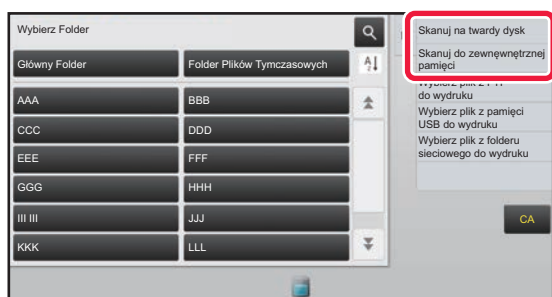 Wybierz Folder
Główny Folder
Folder Plików Tymczasowych
AAA
BBB
CCC
DDD
EEE
FFF
GGG
HHH
III III
JJJ
KKK
LLL
Skanuj na twardy dysk
Skanuj do zewnęwnętrznej
pamięci
do wydruku
Wybierz plik z pamięci
USB do wydruku
Wybierz plik z folderu
sieciowego do wydruku
CA